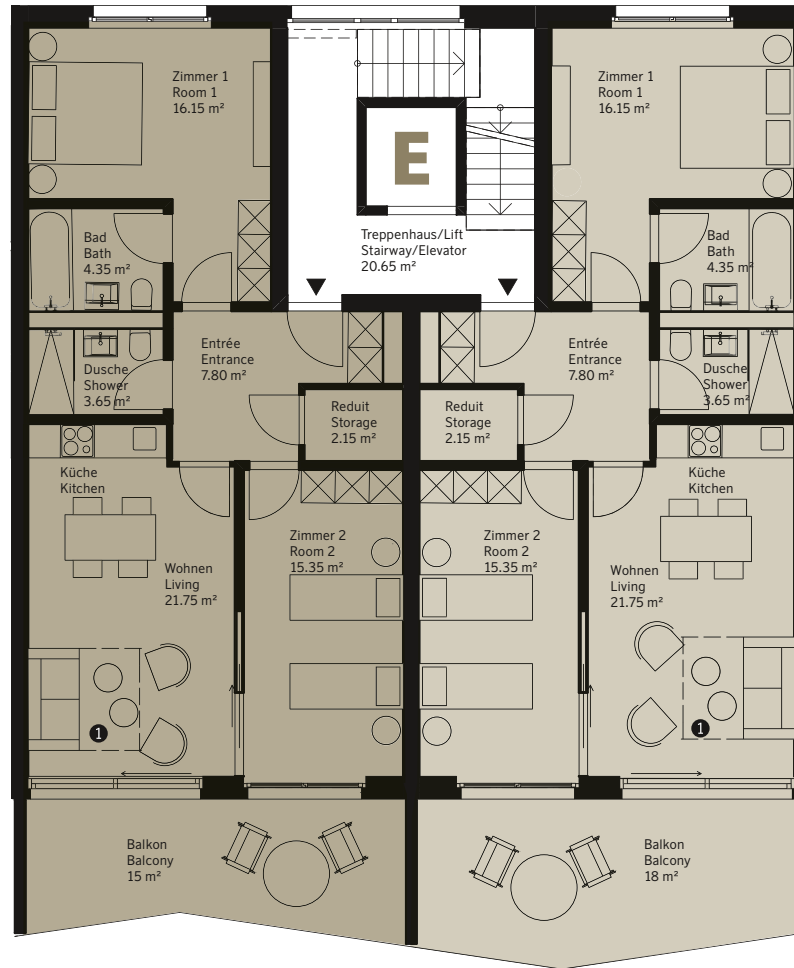 Zimmer 1
Room 1
16.15 m²
Zimmer 1
Room 1
16.15 m²
E
Treppenhaus/Lift
Stairway/Elevator
20.65 m²
Bad
Bath
4.35 m²
Bad
Bath
4.35 m²
Dusche
Shower
3.65 m²
Entrée
Entrance
7.80 m²
Entrée
Entrance
7.80 m²
Dusche
Shower
3.65 m²
Reduit
Storage
2.15 m²
Reduit
Storage
2.15 m²
Küche
Kitchen
Küche
Kitchen
Wohnen
Living
21.75 m²
Zimmer 2
Room 2
15.35 m²
Zimmer 2
Room 2
15.35 m²
Wohnen
Living
21.75 m²
1
1
Balkon
Balcony
15 m²
Balkon
Balcony
18 m²